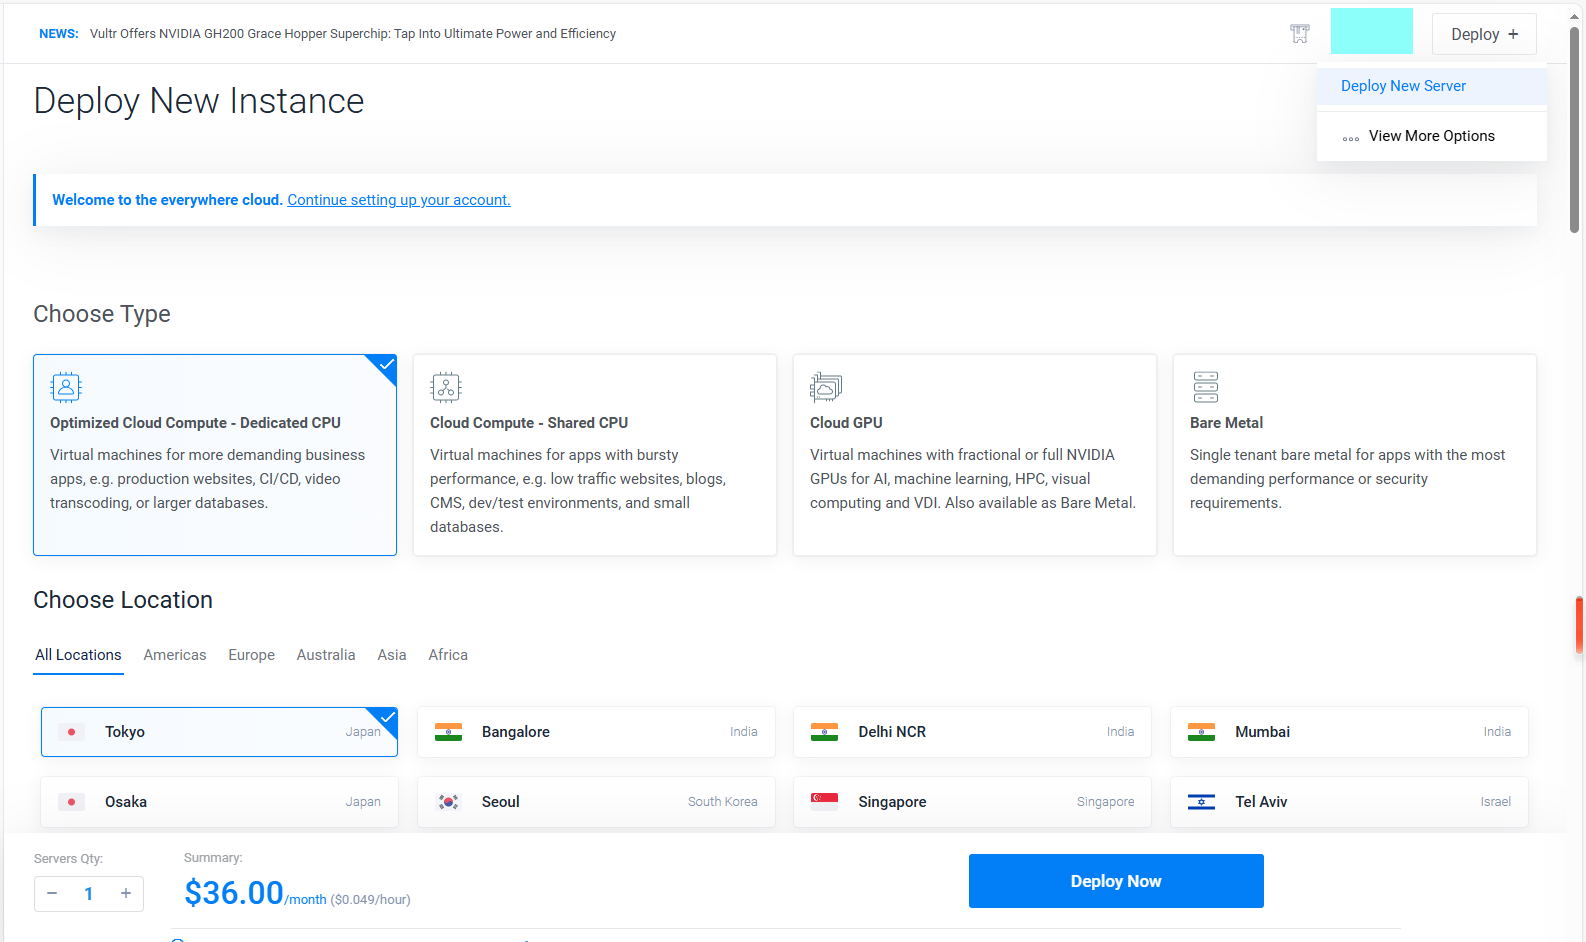 NEWS: Vultr Offers NVIDIA GH200 Grace Hopper Superchip: Tap Into Ultimate Power and Efficiency
Deploy +
Deploy New Server
View More Options
Deploy New Instance
Welcome to the everywhere cloud. Continue setting up your account.
Choose Type
Optimized Cloud Compute - Dedicated CPU
Virtual machines for more demanding business
apps, e.g. production websites, CI/CD, video
transcoding, or larger databases.
Cloud Compute - Shared CPU
Virtual machines for apps with bursty
performance, e.g. low traffic websites, blogs,
CMS, dev/test environments, and small
databases.
Cloud GPU
Virtual machines with fractional or full NVIDIA
GPUs for AI, machine learning, HPC, visual
computing and VDI. Also available as Bare Metal.
Bare Metal
Single tenant bare metal for apps with the most
demanding performance or security
requirements.
Choose Location
All Locations Americas Europe Australia Asia Africa
Tokyo Japan
Bangalore India
Delhi NCR India
Mumbai India
Osaka Japan
Seoul South Korea
Singapore Singapore
Tel Aviv Israel
Servers Qty:
− 1 +
Summary:
$36.00/month ($0.049/hour)
Deploy Now